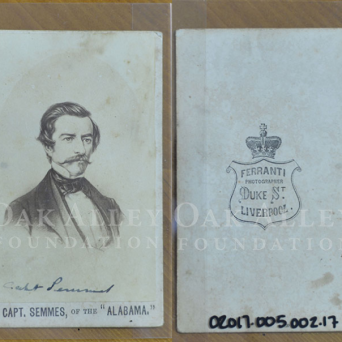 Capt Semmes
CAPT. SEMMES, OF THE "ALABAMA."
FERRANTI
PHOTOGRAPHER
DUKE ST.
LIVERPOOL
02017.005.002.17
OAK ALLEY
FOUNDATION
OAK ALLEY
FOUNDATION